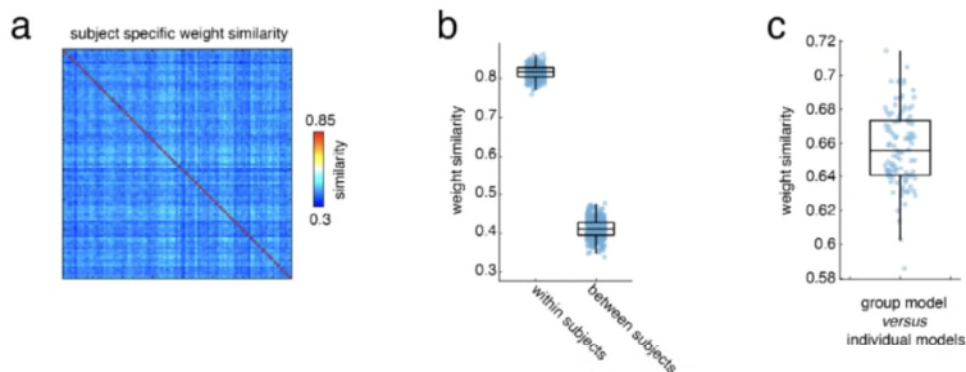 a
subject specific weight similarity
0.85
0.3
similarity
b
weight similarity
0.8
0.7
0.6
0.5
0.4
0.3
within subjects
between subjects
c
weight similarity
0.72
0.7
0.68
0.66
0.64
0.62
0.6
0.58
group model
versus
individual models